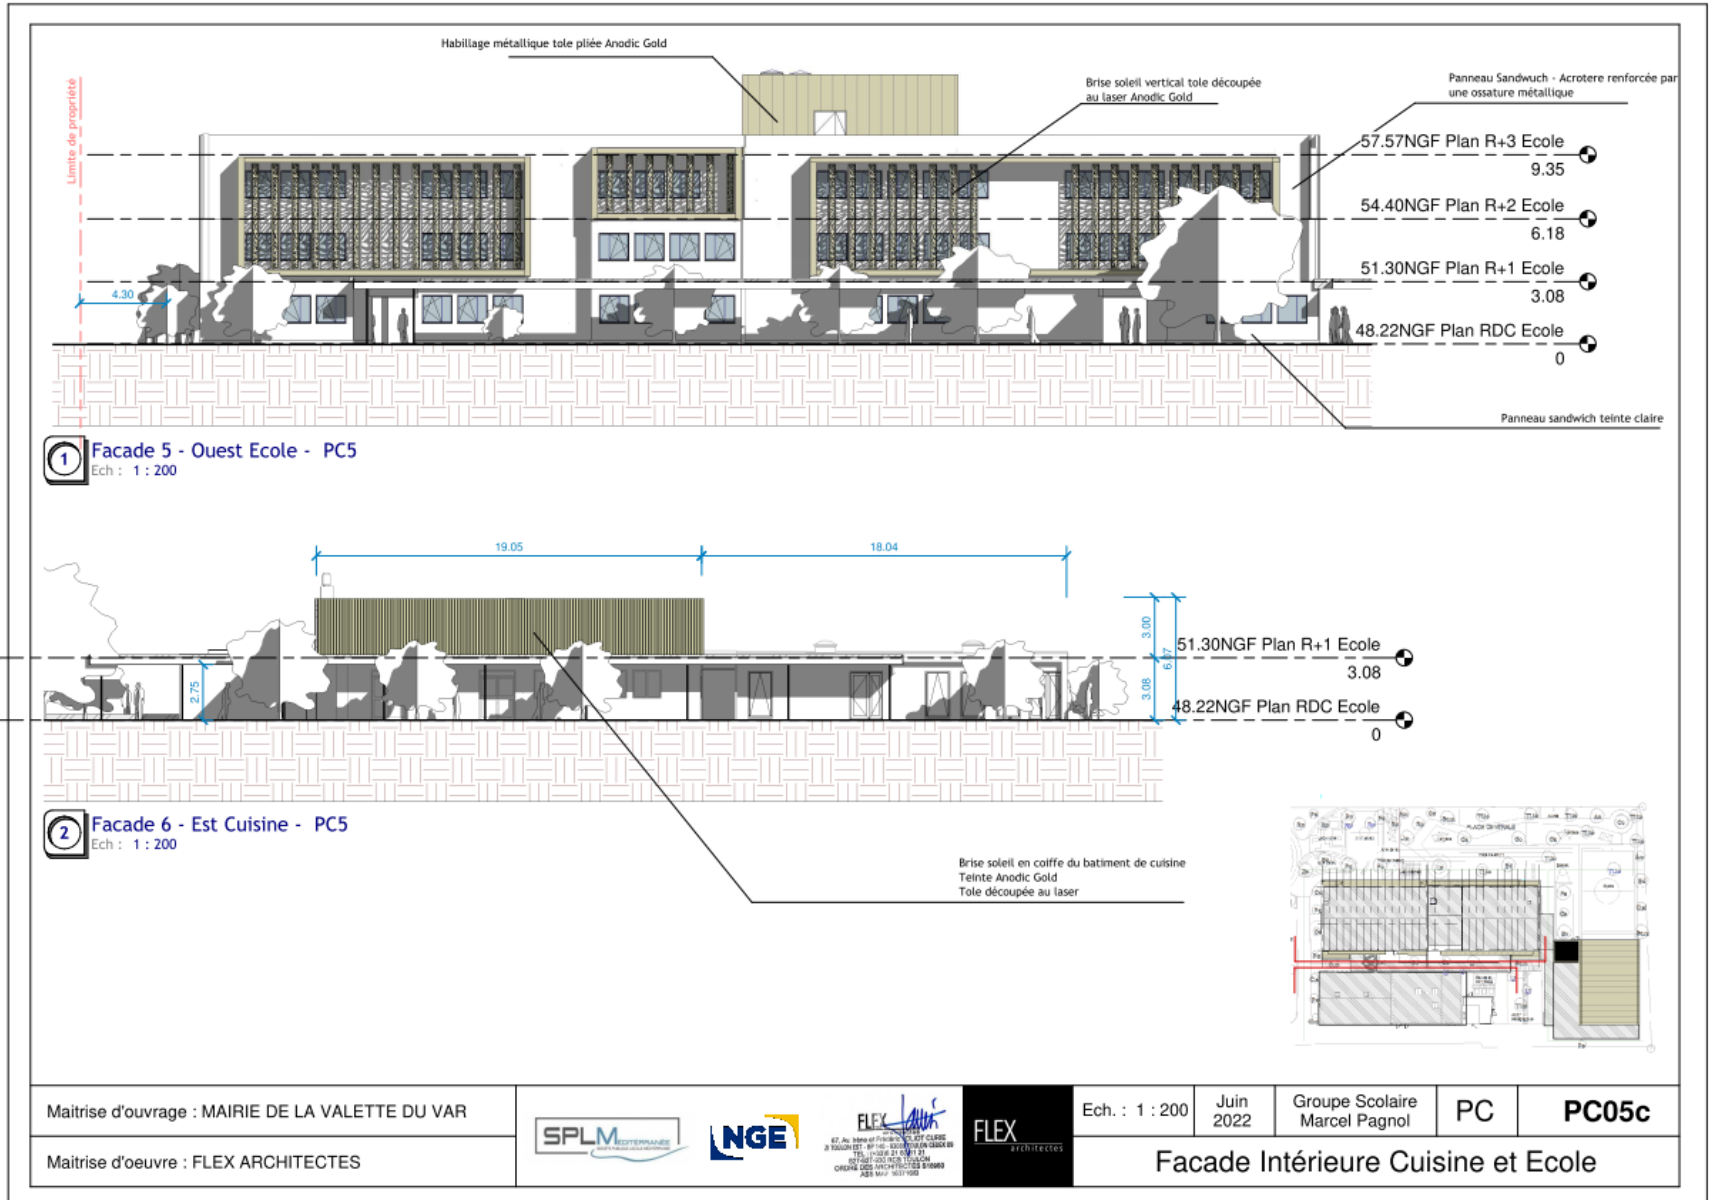 Habillage métallique tole pliée Anodic Gold
Brise soleil vertical tole découpée
au laser Anodic Gold
Panneau Sandwuch - Acrotere renforcée par
une ossature métallique
Limite de propriété
57.57NGF Plan R+3 Ecole
9.35
54.40NGF Plan R+2 Ecole
6.18
51.30NGF Plan R+1 Ecole
3.08
4.30
48.22NGF Plan RDC Ecole
0
Panneau sandwich teinte claire
1
Facade 5 - Ouest Ecole - PC5
Ech : 1 : 200
19.05
18.04
3.00
6.07
3.08
2.75
51.30NGF Plan R+1 Ecole
3.08
48.22NGF Plan RDC Ecole
0
2
Facade 6 - Est Cuisine - PC5
Ech : 1 : 200
Brise soleil en coiffe du batiment de cuisine
Teinte Anodic Gold
Tole découpée au laser
Maitrise d'ouvrage : MAIRIE DE LA VALETTE DU VAR
Maitrise d'oeuvre : FLEX ARCHITECTES
SPLMEDITERRANÉE
NGE
FLEX
FLEX
architectes
Ech. : 1 : 200
Juin
2022
Groupe Scolaire
Marcel Pagnol
PC
PC05c
Facade Intérieure Cuisine et Ecole